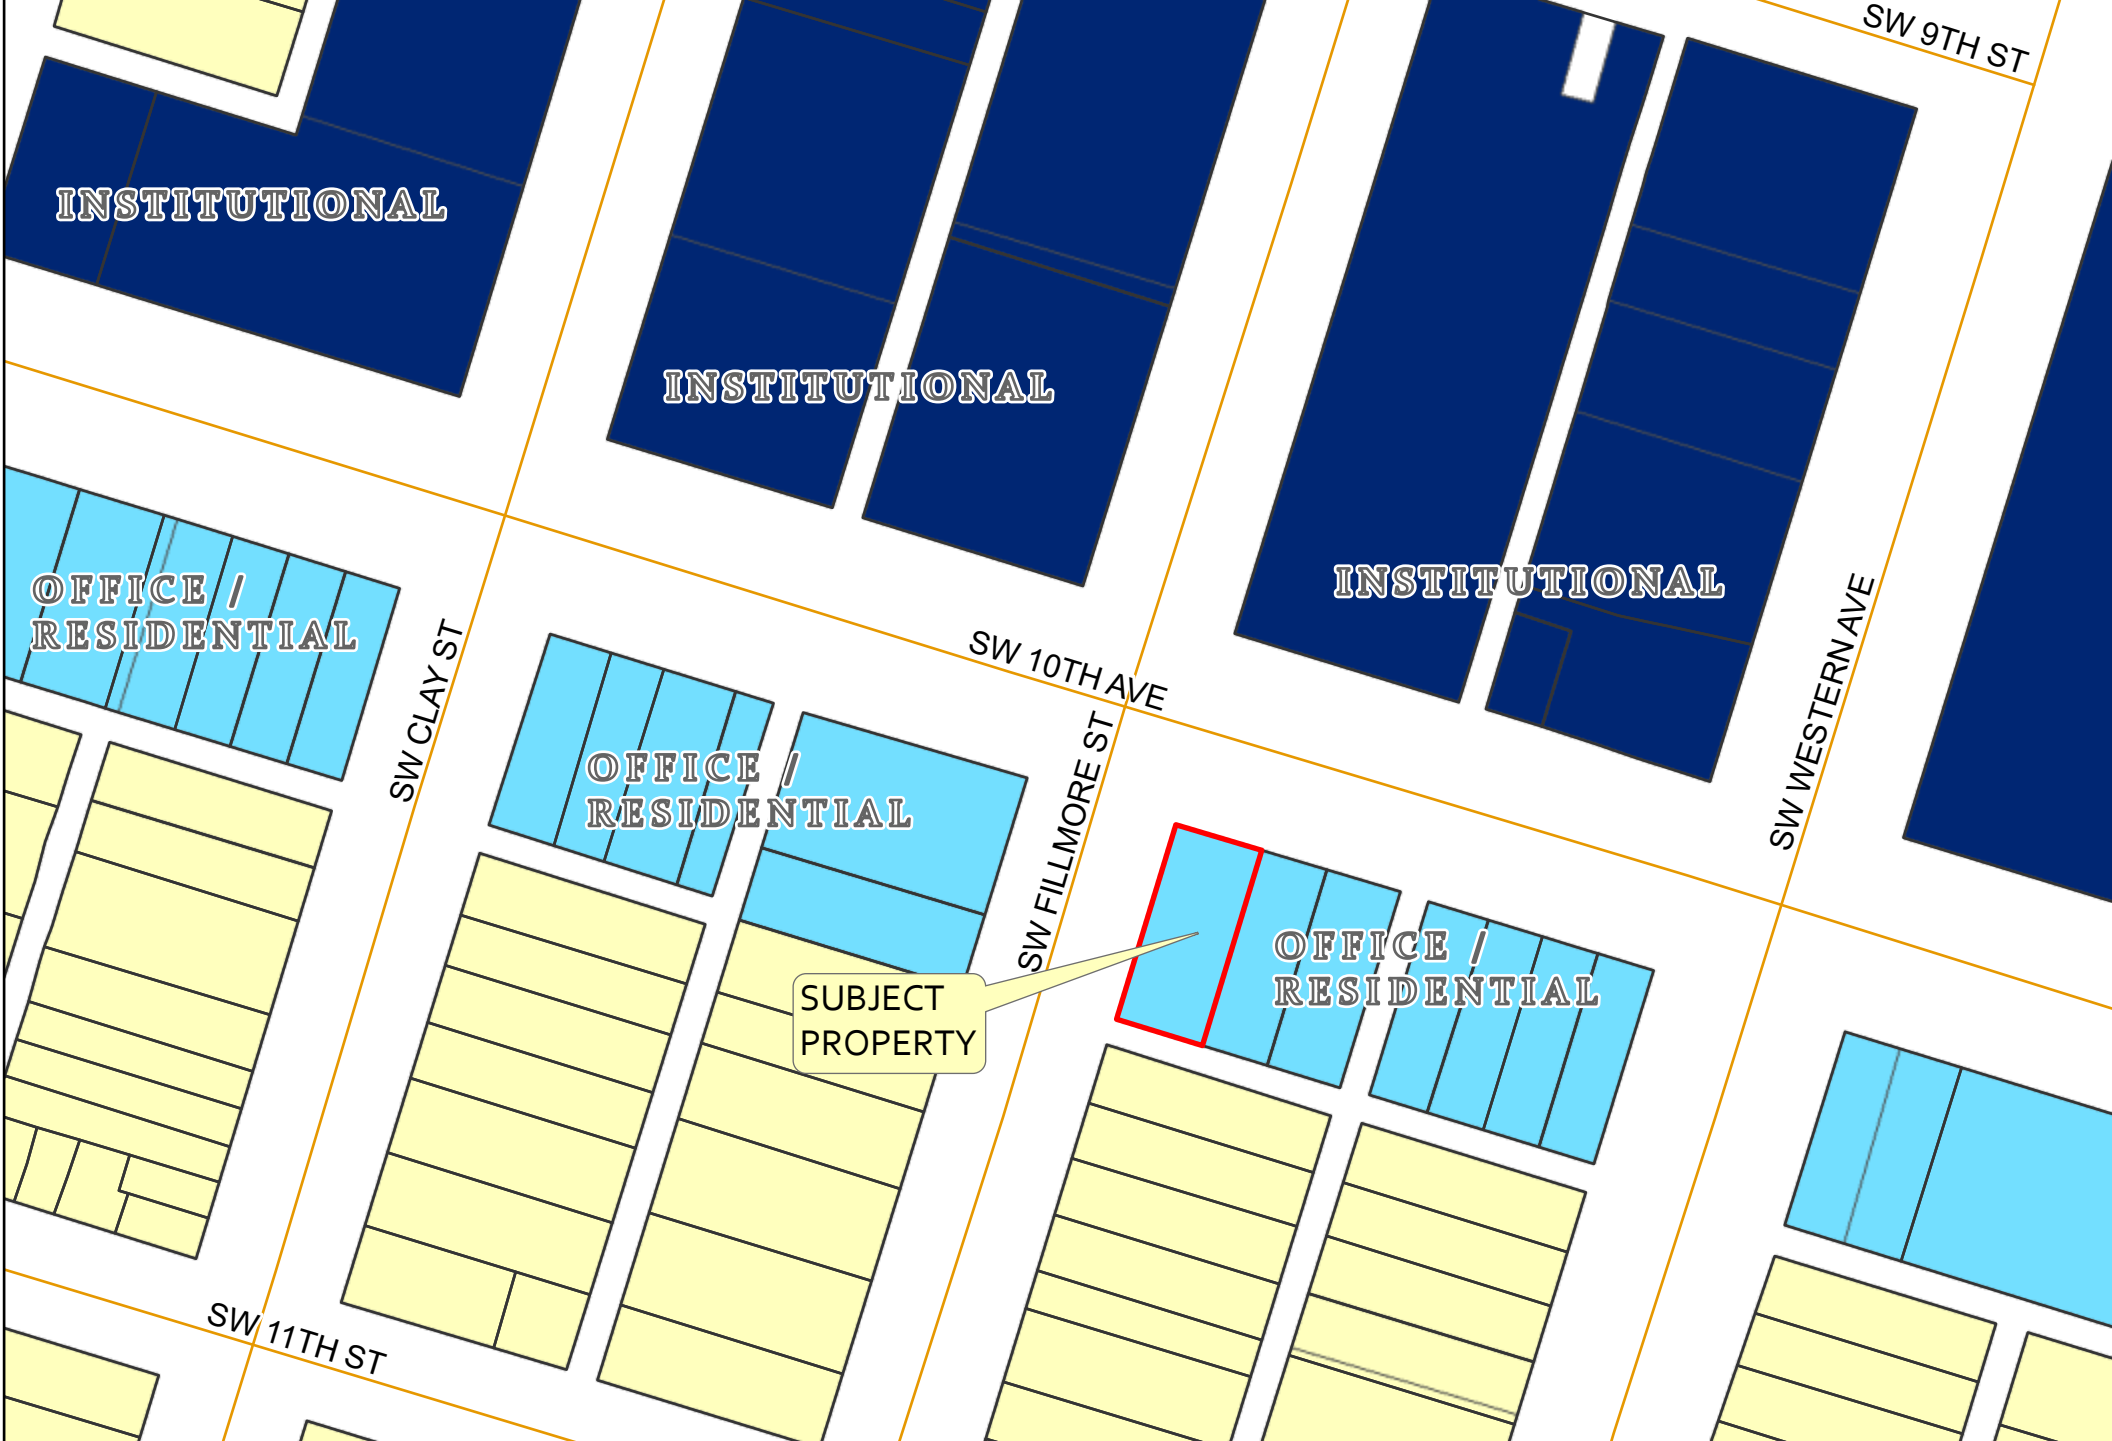 SW 9TH ST
INSTITUTIONAL
INSTITUTIONAL
INSTITUTIONAL
OFFICE /
RESIDENTIAL
SW CLAY ST
SW 10TH AVE
SW WESTERN AVE
OFFICE /
RESIDENTIAL
SW FILLMORE ST
OFFICE /
RESIDENTIAL
SUBJECT
PROPERTY
SW 11TH ST